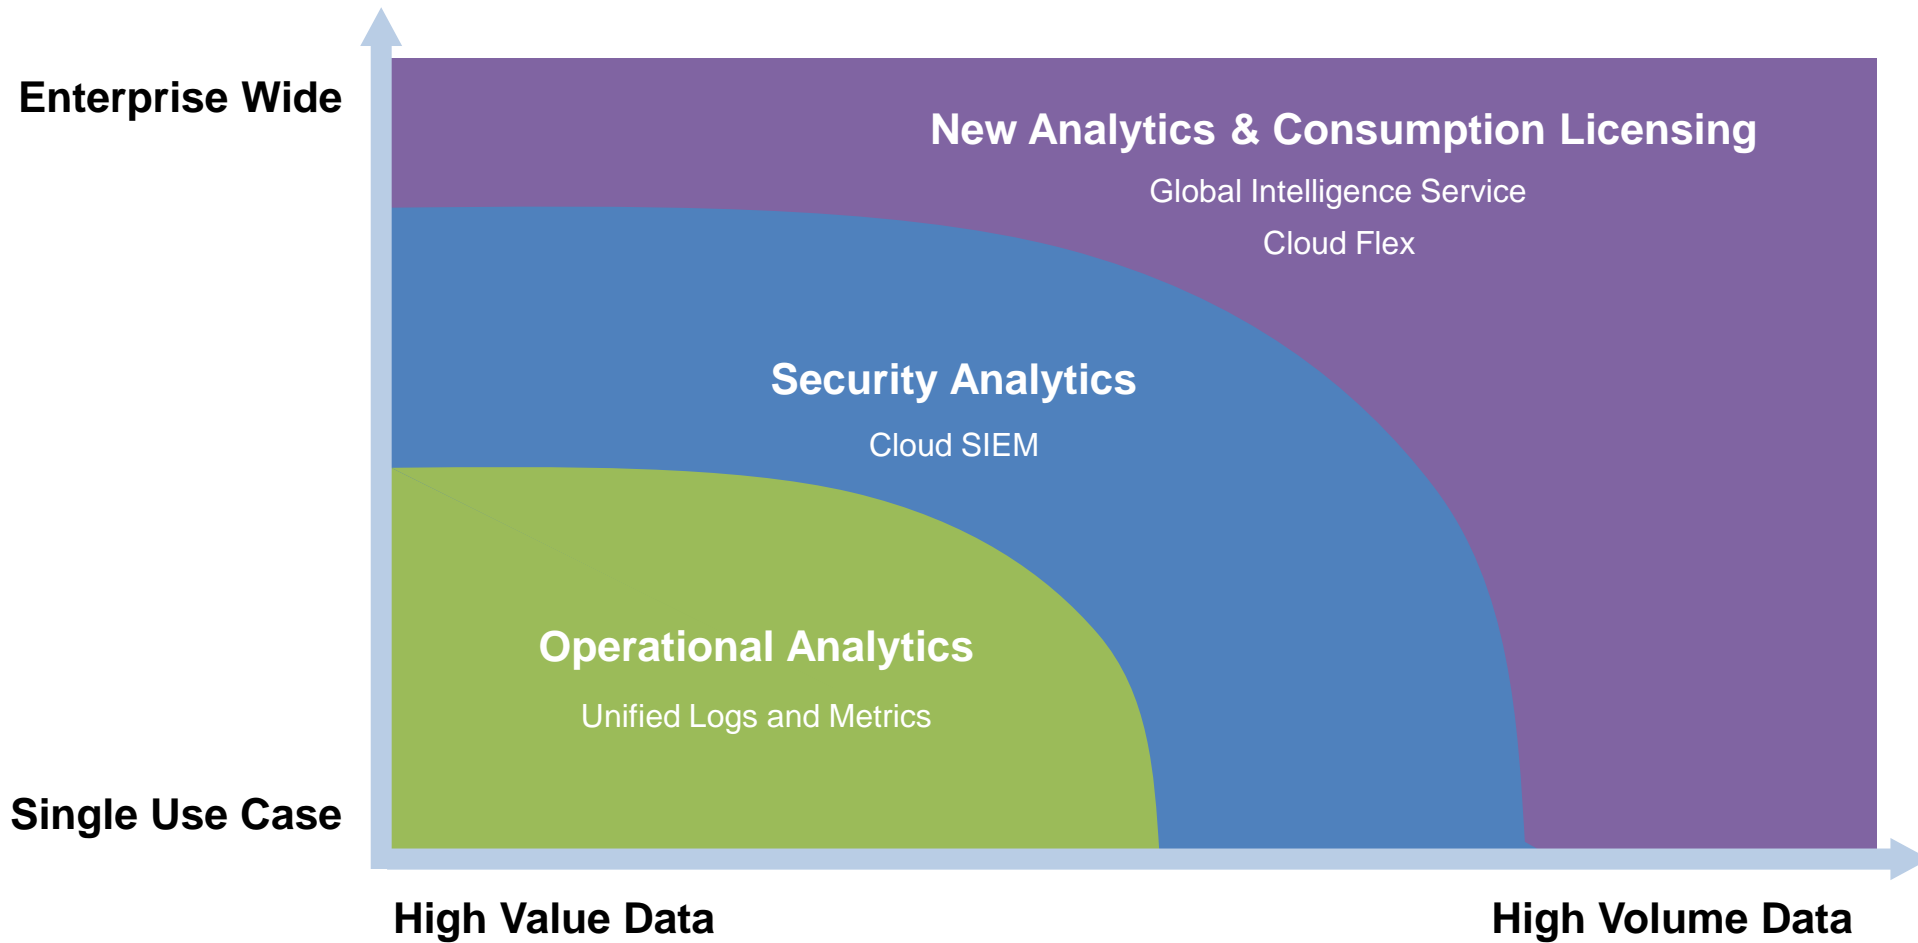 Enterprise Wide
New Analytics & Consumption Licensing
Global Intelligence Service
Cloud Flex
Security Analytics
Cloud SIEM
Operational Analytics
Unified Logs and Metrics
Single Use Case
High Value Data
High Volume Data